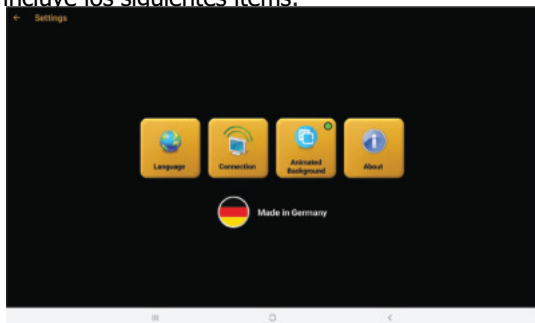 incluye los siguientes ítems:
Settings
Language
Connection
Animated
Background
About
Made in Germany